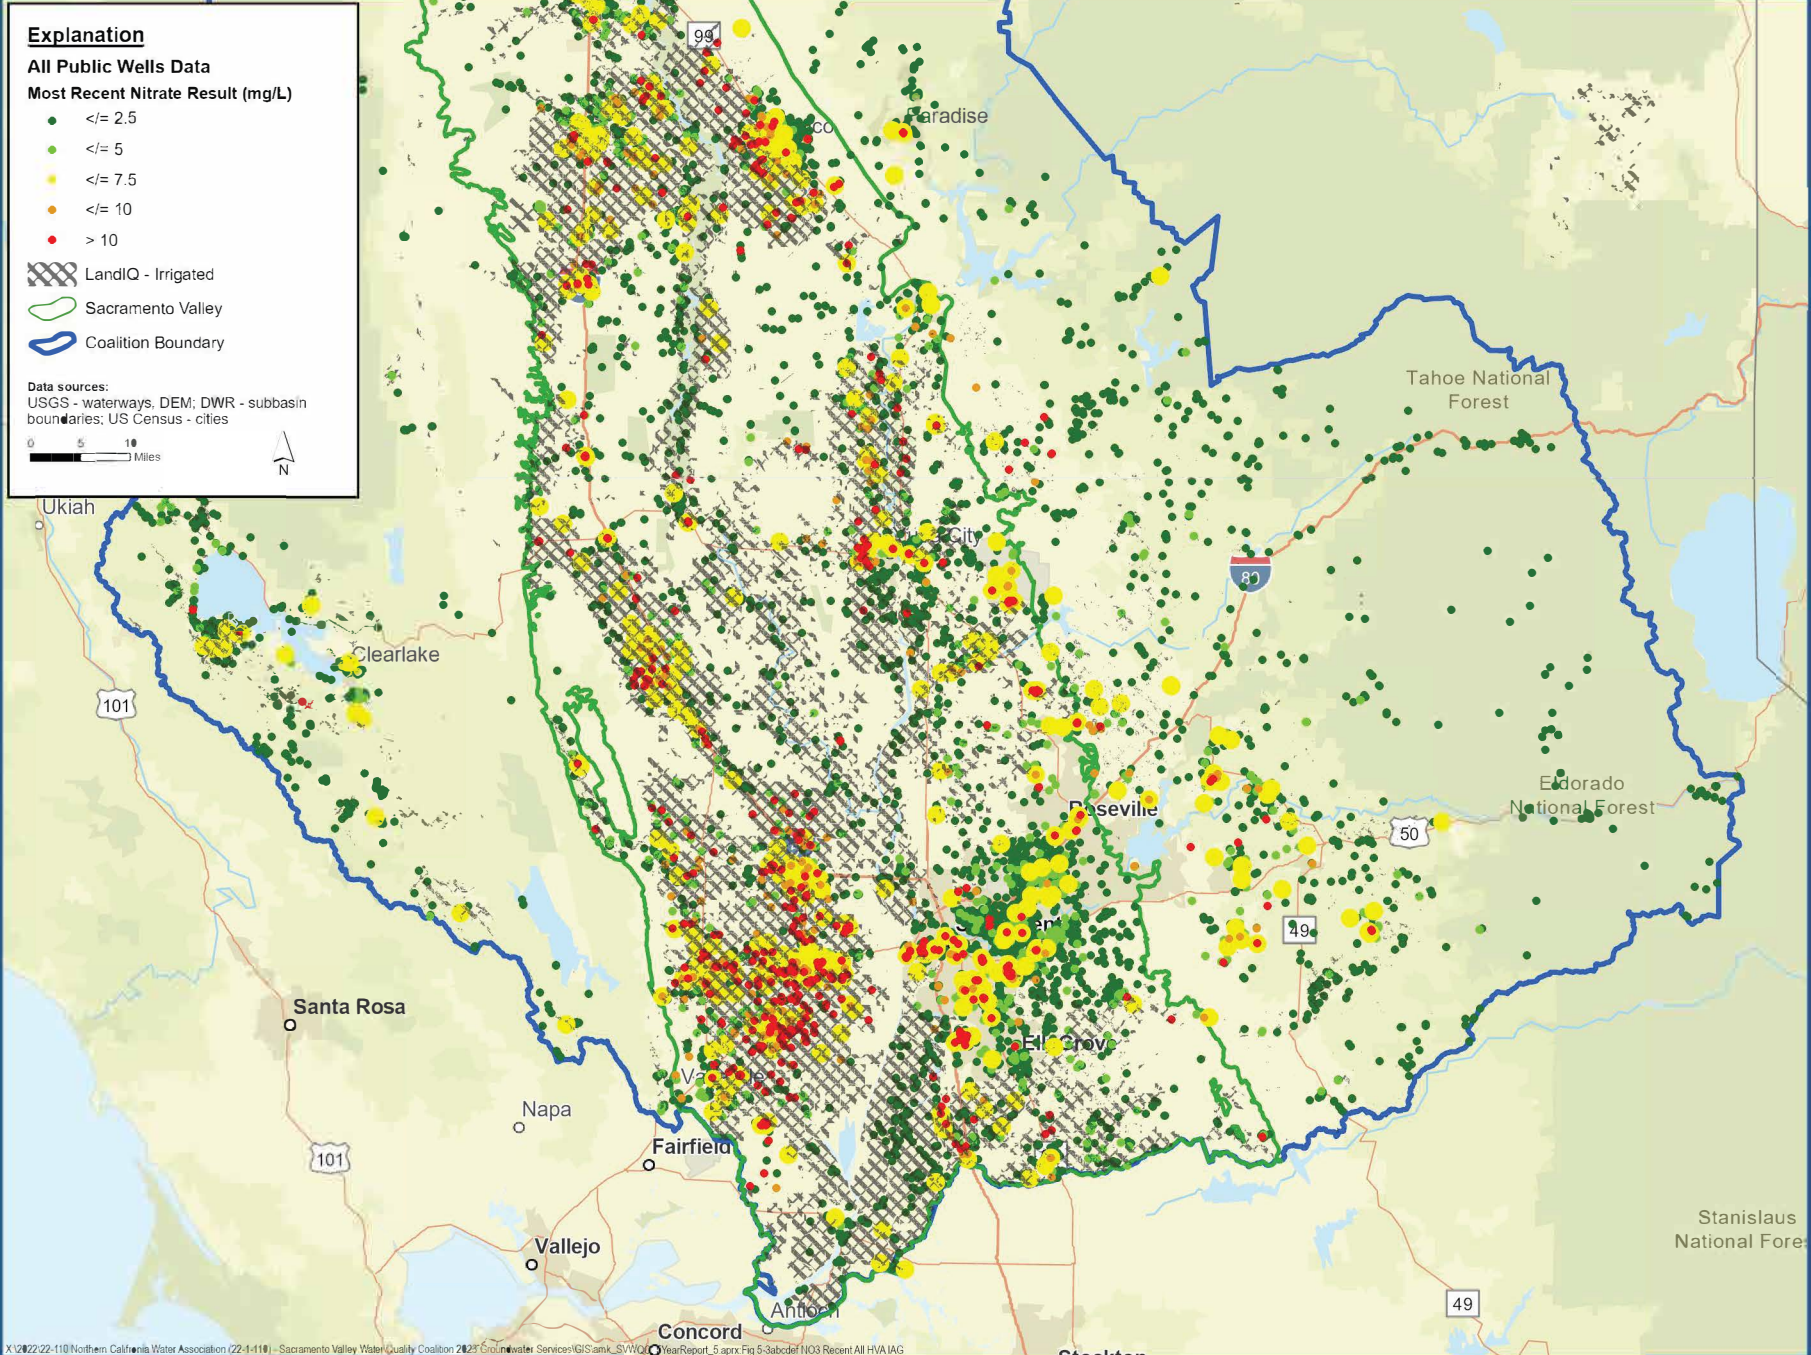 Explanation
All Public Wells Data
Most Recent Nitrate Result (mg/L)
</= 2.5
</= 5
</= 7.5
</= 10
> 10
LandIQ - Irrigated
Sacramento Valley
Coalition Boundary
Data sources:
USGS - waterways, DEM; DWR - subbasin
boundaries; US Census - cities
0 5 10
Miles
N
99
Tahoe National
Forest
Ukiah
City
80
Clearlake
101
Eldorado
National Forest
50
49
Santa Rosa
Napa
101
Fairfield
Stanislaus
Vallejo
49
Concord